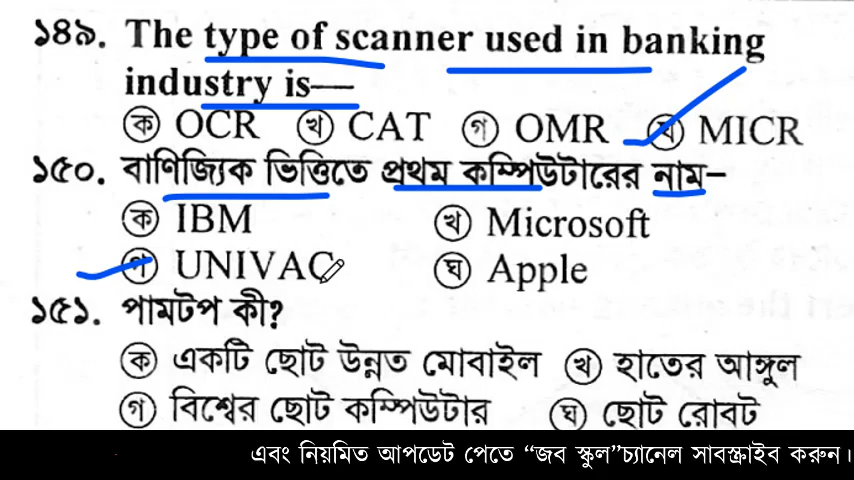 ১৪৯. The type of scanner used in banking
industry is—
ক OCR খ CAT গ OMR ঘ MICR
১৫০. বাণিজ্যিক ভিত্তিতে প্রথম কম্পিউটারের নাম–
ক IBM খ Microsoft
গ UNIVAC ঘ Apple
১৫১. পামটপ কী?
ক একটি ছোট উন্নত মোবাইল খ হাতের আঙ্গুল
গ বিশ্বের ছোট কম্পিউটার ঘ ছোট রোবট
এবং নিয়মিত আপডেট পেতে “জব স্কুল”চ্যানেল সাবস্ক্রাইব করুন।